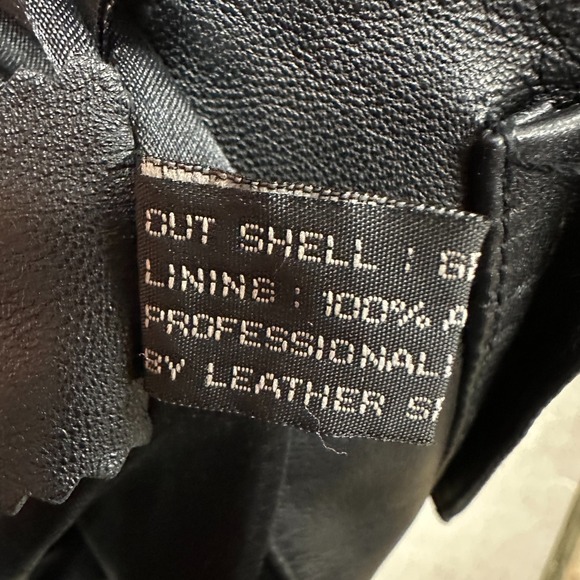 OUT SHELL :
LINING : 100%
PROFESSIONAL
BY LEATHER